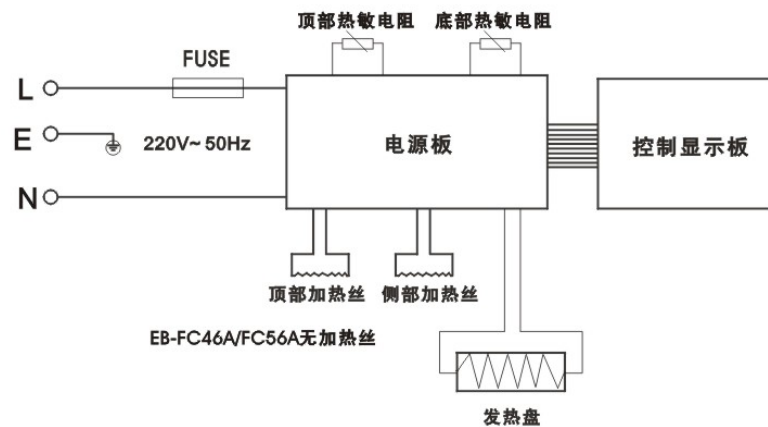 顶部热敏电阻 底部热敏电阻
FUSE
L
E 220V~ 50Hz 电源板 控制显示板
N
顶部加热丝 侧部加热丝
EB-FC46A/FC56A无加热丝
发热盘